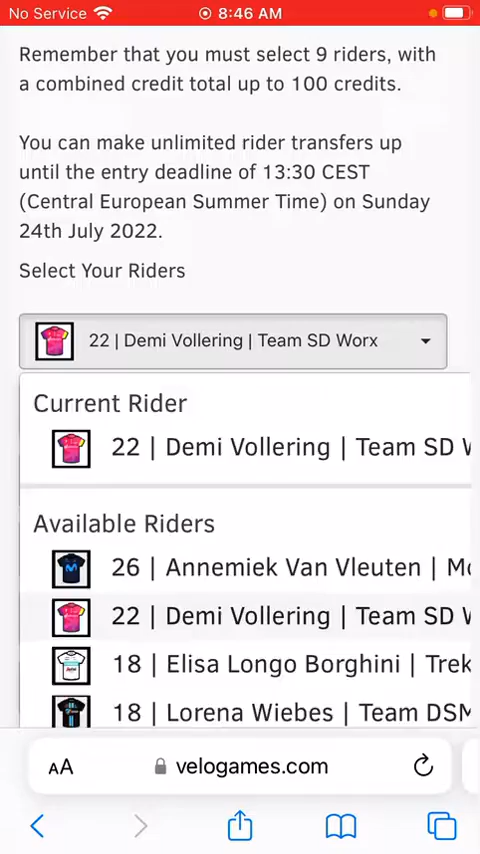 No Service 8:46 AM
Remember that you must select 9 riders, with
a combined credit total up to 100 credits.
You can make unlimited rider transfers up
until the entry deadline of 13:30 CEST
(Central European Summer Time) on Sunday
24th July 2022.
Select Your Riders
22 | Demi Vollering | Team SD Worx
Current Rider
22 | Demi Vollering | Team SD
Available Riders
26 | Annemiek Van Vleuten |
22 | Demi Vollering | Team SD
18 | Elisa Longo Borghini | Trek
18 | Lorena Wiebes | Team DSM
AA velogames.com